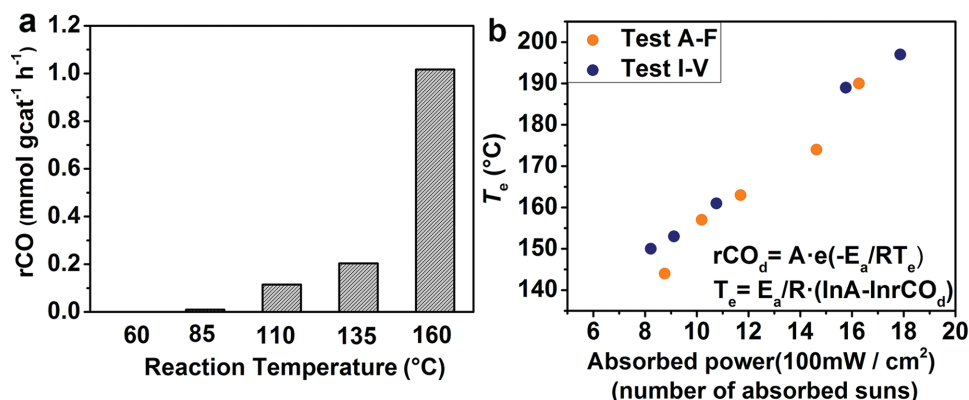 a
rCO (mmol gcat⁻¹ h⁻¹)
1.2
1.0
0.8
0.6
0.4
0.2
0.0
60 85 110 135 160
Reaction Temperature (°C)
b
Test A-F
Test I-V
Tₑ (°C)
200
190
180
170
160
150
140
rCO_d= A·e(-Eₐ/RTₑ)
Tₑ= Eₐ/R·(InA-InrCO_d)
6 8 10 12 14 16 18 20
Absorbed power(100mW / cm²)
(number of absorbed suns)